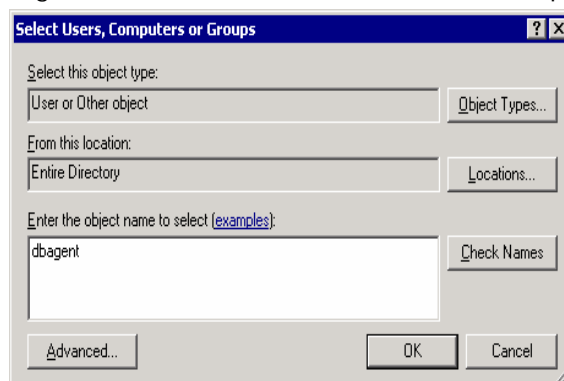 Select Users, Computers or Groups
Select this object type:
User or Other object
Object Types...
From this location:
Entire Directory
Locations...
Enter the object name to select (examples):
dbagent
Check Names
Advanced...
OK
Cancel